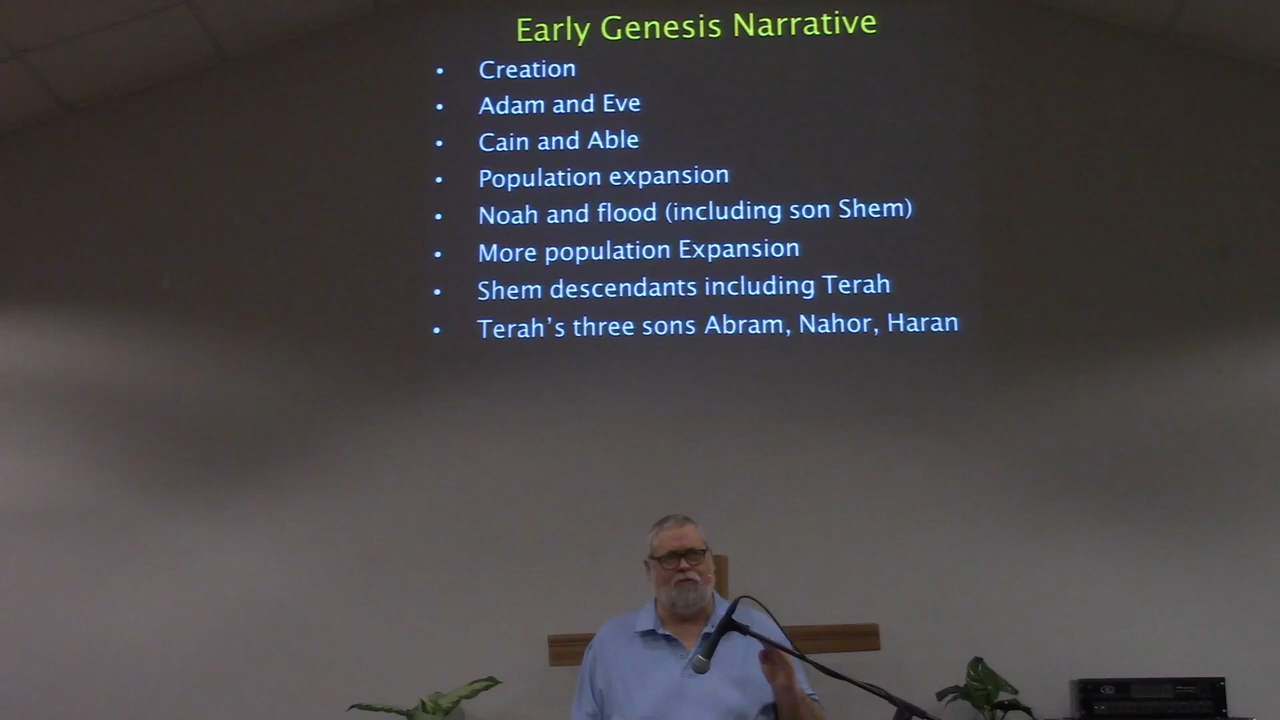 Early Genesis Narrative
• Creation
• Adam and Eve
• Cain and Able
• Population expansion
• Noah and flood (including son Shem)
• More population Expansion
• Shem descendants including Terah
• Terah's three sons Abram, Nahor, Haran